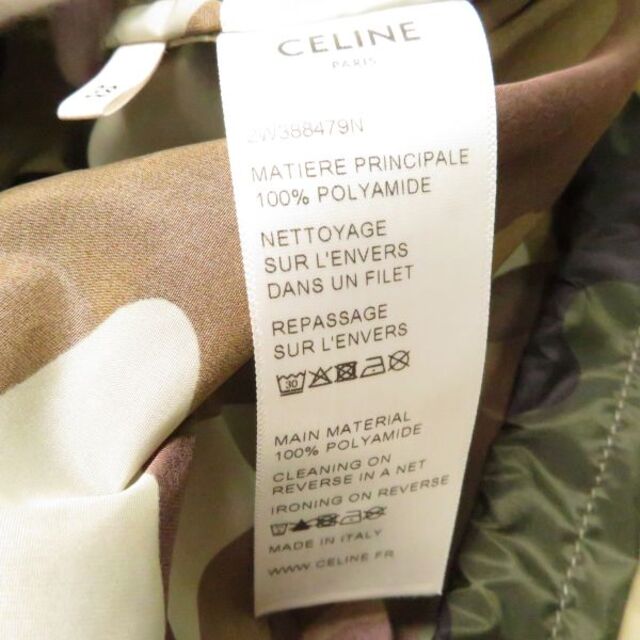 CELINE
PARIS
2W388479N
MATIERE PRINCIPALE
100% POLYAMIDE
NETTOYAGE
SUR L'ENVERS
DANS UN FILET
REPASSAGE
SUR L'ENVERS
30
MAIN MATERIAL
100% POLYAMIDE
CLEANING ON
REVERSE IN A NET
IRONING ON REVERSE
MADE IN ITALY
WWW.CELINE.FR